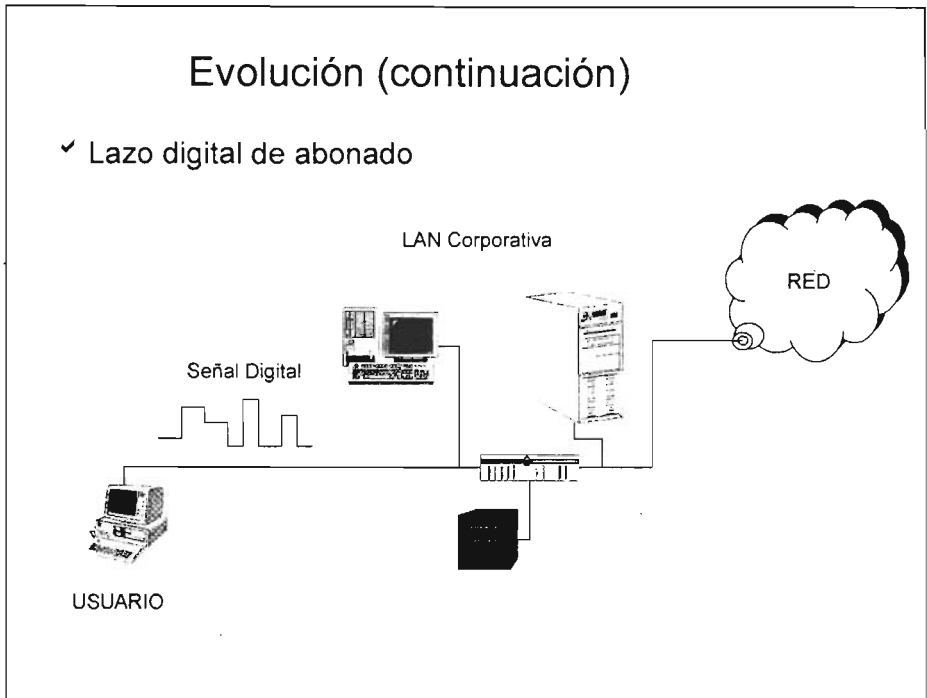 Evolución (continuación)
Lazo digital de abonado
LAN Corporativa
RED
Señal Digital
USUARIO